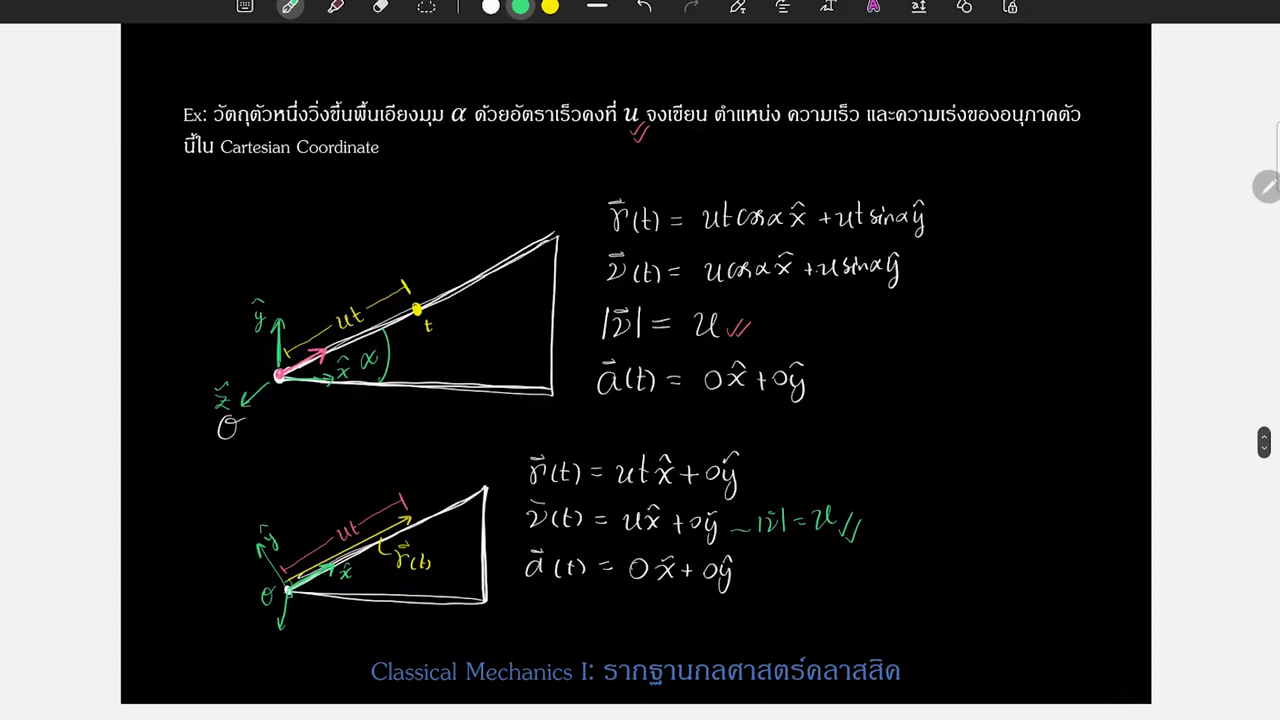 Ex: วัตถุตัวหนึ่งวิ่งขึ้นพื้นเอียงมุม α ด้วยอัตราเร็วคงที่ u จงเขียน ตำแหน่ง ความเร็ว และความเร่งของอนุภาคตัว
นี้ใน Cartesian Coordinate
r⃗(t) = ut cosα x̂ + ut sinα ŷ
v⃗(t) = u cosα x̂ + u sinα ŷ
|v⃗| = u
a⃗(t) = 0x̂ + 0ŷ
ut
t
ŷ
x̂ α
ẑ
O
r⃗(t) = ut x̂ + 0ŷ
v⃗(t) = u x̂ + 0ŷ ~ |v⃗| = u
a⃗(t) = 0x̂ + 0ŷ
ut
ŷ
r⃗(t)
x̂
O
Classical Mechanics I: รากฐานกลศาสตร์คลาสสิค